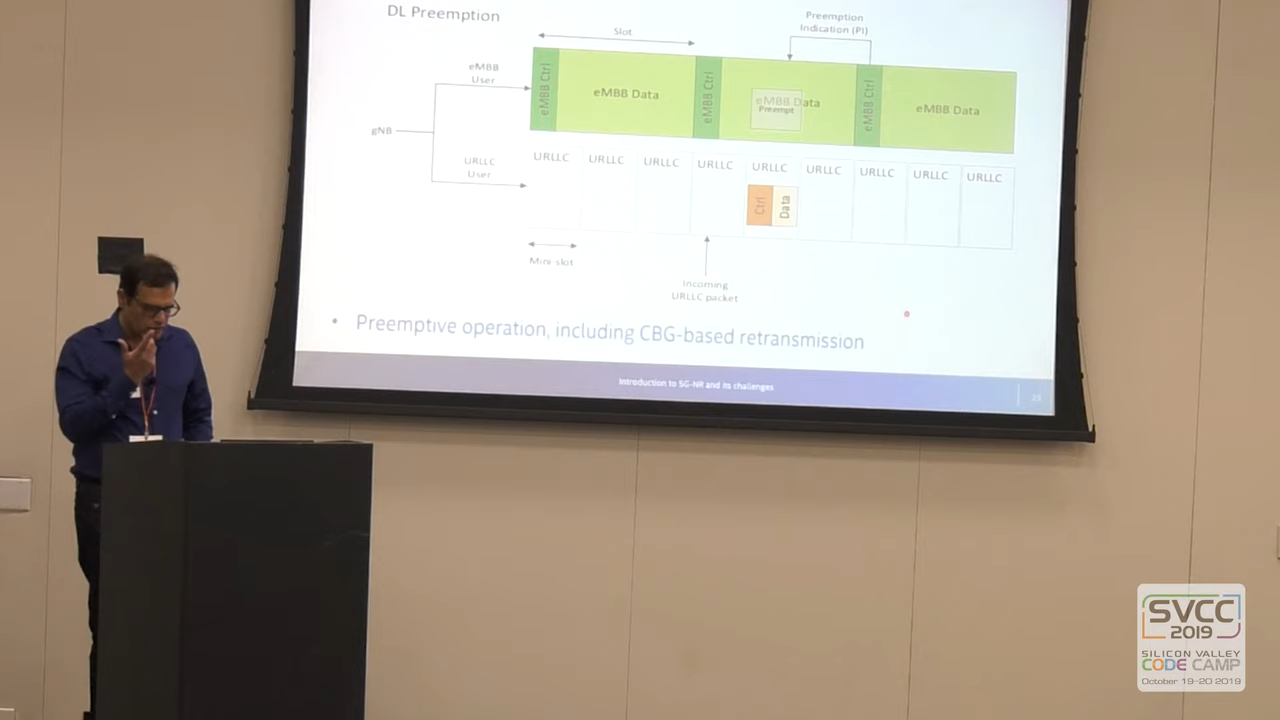 DL Preemption
Preemption
Indication (PI)
Slot
eMBB
User
eMBB Ctrl
eMBB Data
eMBB Ctrl
eMBB Data
Preempt
eMBB Ctrl
eMBB Data
gNB
URLLC
User
URLLC
URLLC
URLLC
URLLC
URLLC
URLLC
URLLC
URLLC
URLLC
Ctrl
Data
Mini-slot
Incoming
URLLC packet
• Preemptive operation, including CBG-based retransmission
Introduction to 5G-NR and its challenges
SVCC
2019
SILICON VALLEY
CODE CAMP
October 19-20 2019